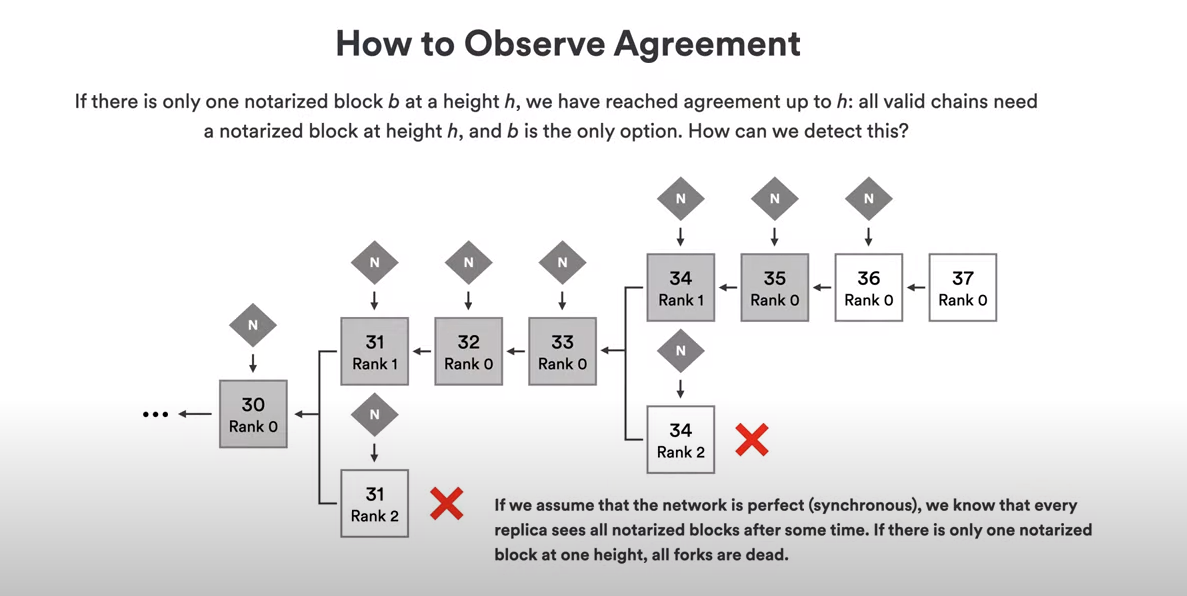 How to Observe Agreement
If there is only one notarized block b at a height h, we have reached agreement up to h: all valid chains need
a notarized block at height h, and b is the only option. How can we detect this?
N
N
N
34
Rank 1
35
Rank 0
36
Rank 0
37
Rank 0
N
N
N
31
Rank 1
32
Rank 0
33
Rank 0
N
30
Rank 0
...
N
34
Rank 2
N
31
Rank 2
If we assume that the network is perfect (synchronous), we know that every
replica sees all notarized blocks after some time. If there is only one notarized
block at one height, all forks are dead.